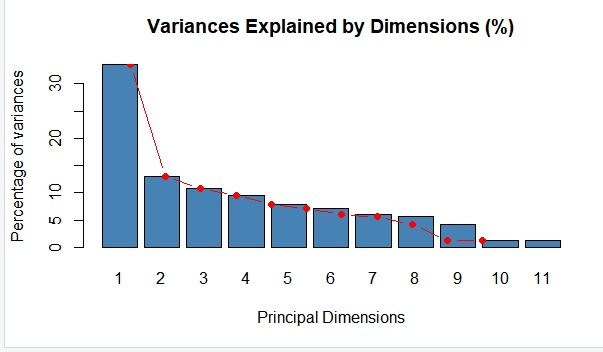 Variances Explained by Dimensions (%)
Percentage of variances
30
20
10
5
0
1 2 3 4 5 6 7 8 9 10 11
Principal Dimensions